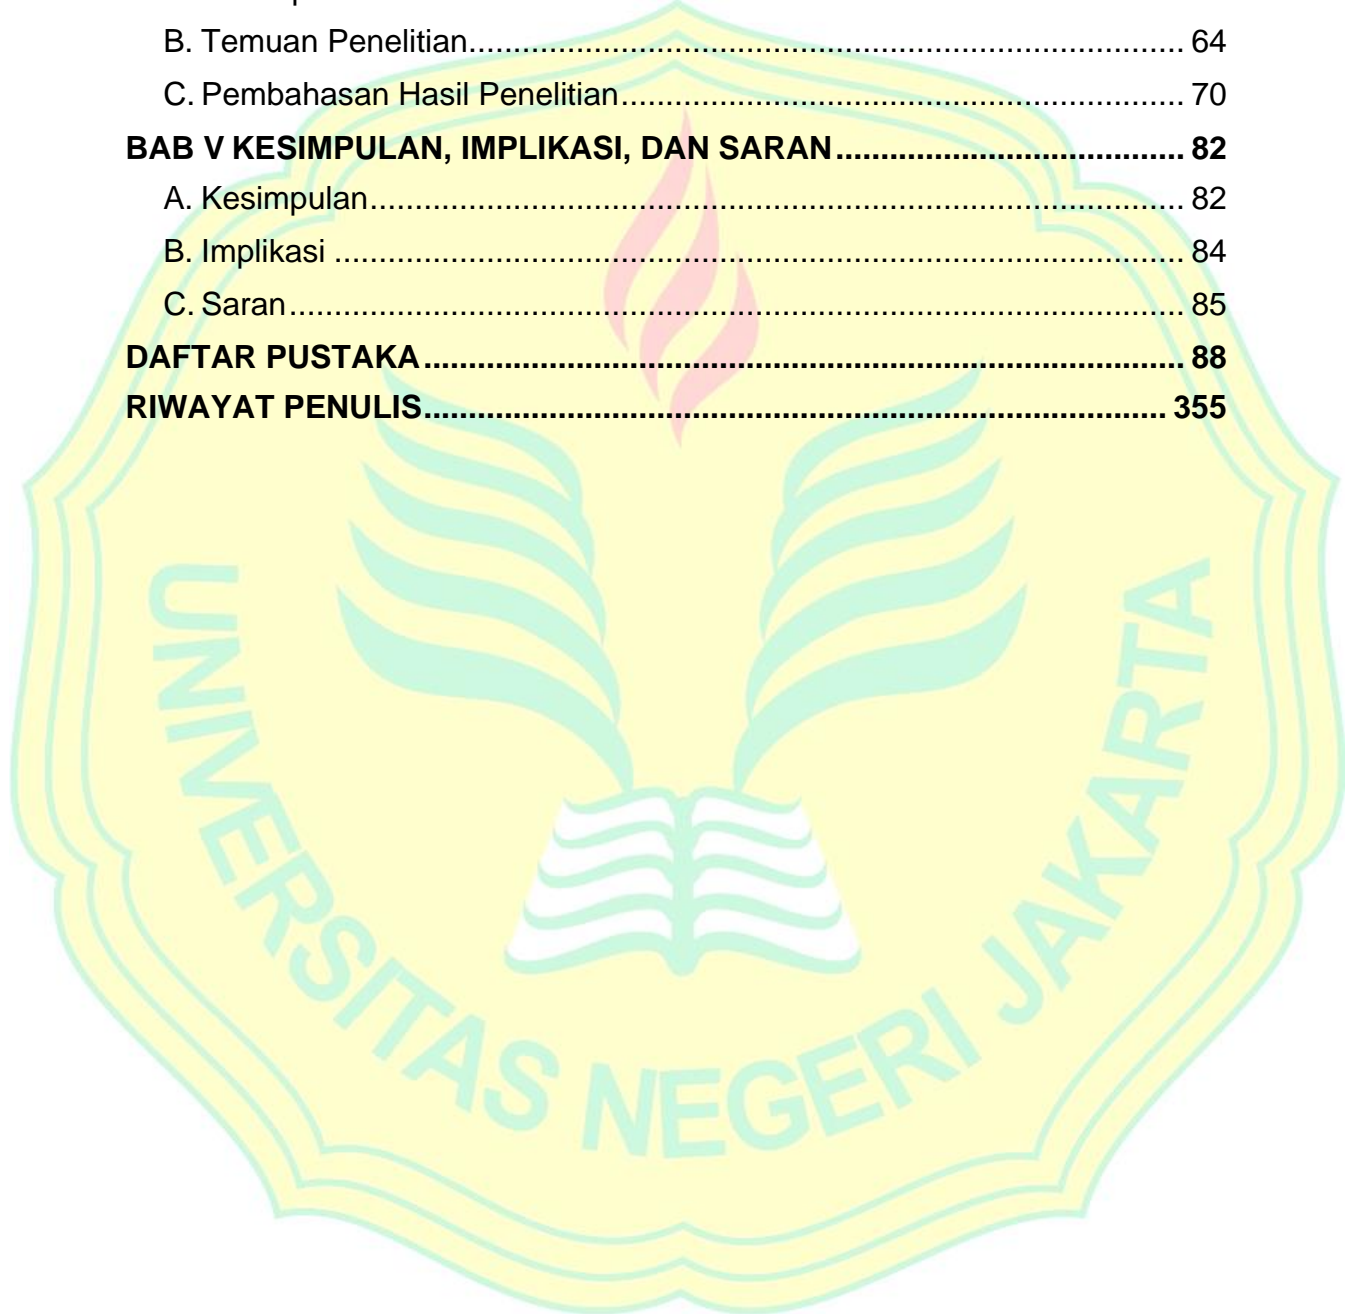 B. Temuan Penelitian................................................................................ 64
C. Pembahasan Hasil Penelitian............................................................... 70
BAB V KESIMPULAN, IMPLIKASI, DAN SARAN....................................... 82
A. Kesimpulan........................................................................................... 82
B. Implikasi ............................................................................................... 84
C. Saran.................................................................................................... 85
DAFTAR PUSTAKA..................................................................................... 88
RIWAYAT PENULIS................................................................................... 355
UNIVERSITAS NEGERI JAKARTA